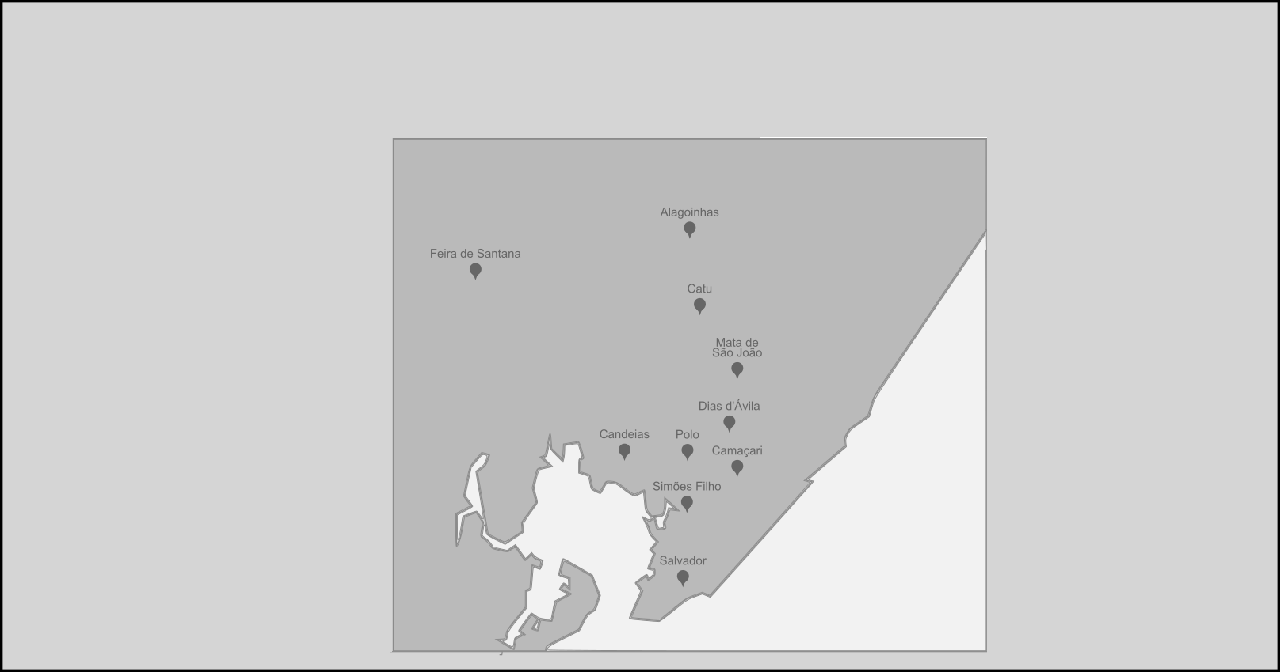 Alagoinhas
Feira de Santana
Catu
Mata de
São João
Dias d'Ávila
Candeias
Polo
Camaçari
Simões Filho
Salvador